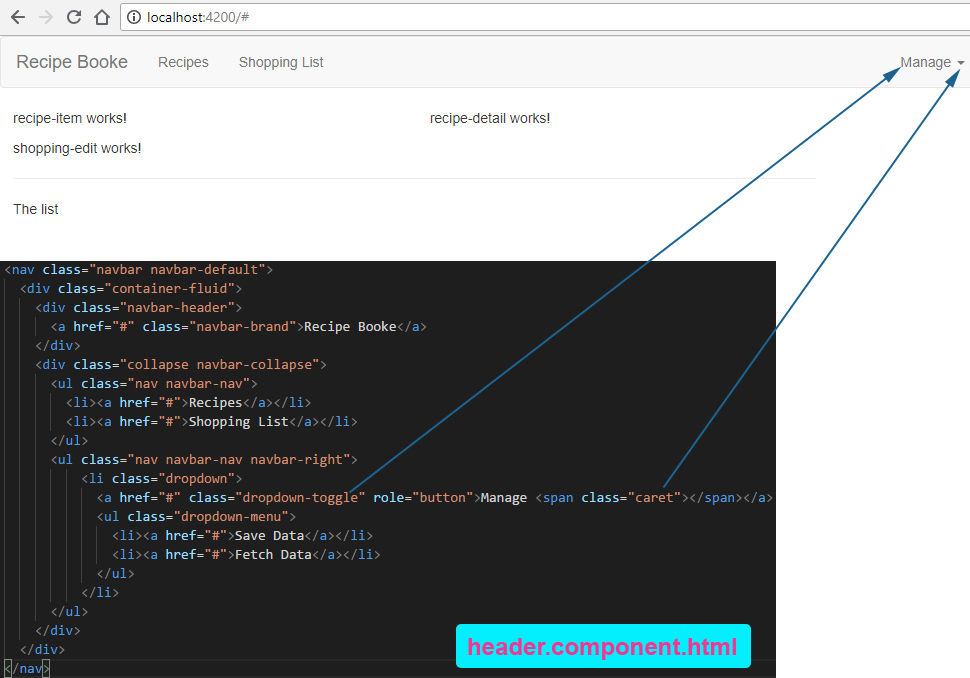 localhost:4200/#
Recipe Booke Recipes Shopping List Manage
recipe-item works! recipe-detail works!
shopping-edit works!
The list
<nav class="navbar navbar-default">
<div class="container-fluid">
<div class="navbar-header">
<a href="#" class="navbar-brand">Recipe Booke</a>
</div>
<div class="collapse navbar-collapse">
<ul class="nav navbar-nav">
<li><a href="#">Recipes</a></li>
<li><a href="#">Shopping List</a></li>
</ul>
<ul class="nav navbar-nav navbar-right">
<li class="dropdown">
<a href="#" class="dropdown-toggle" role="button">Manage <span class="caret"></span></a>
<ul class="dropdown-menu">
<li><a href="#">Save Data</a></li>
<li><a href="#">Fetch Data</a></li>
</ul>
</li>
</ul>
</div>
</div>
</nav>
header.component.html